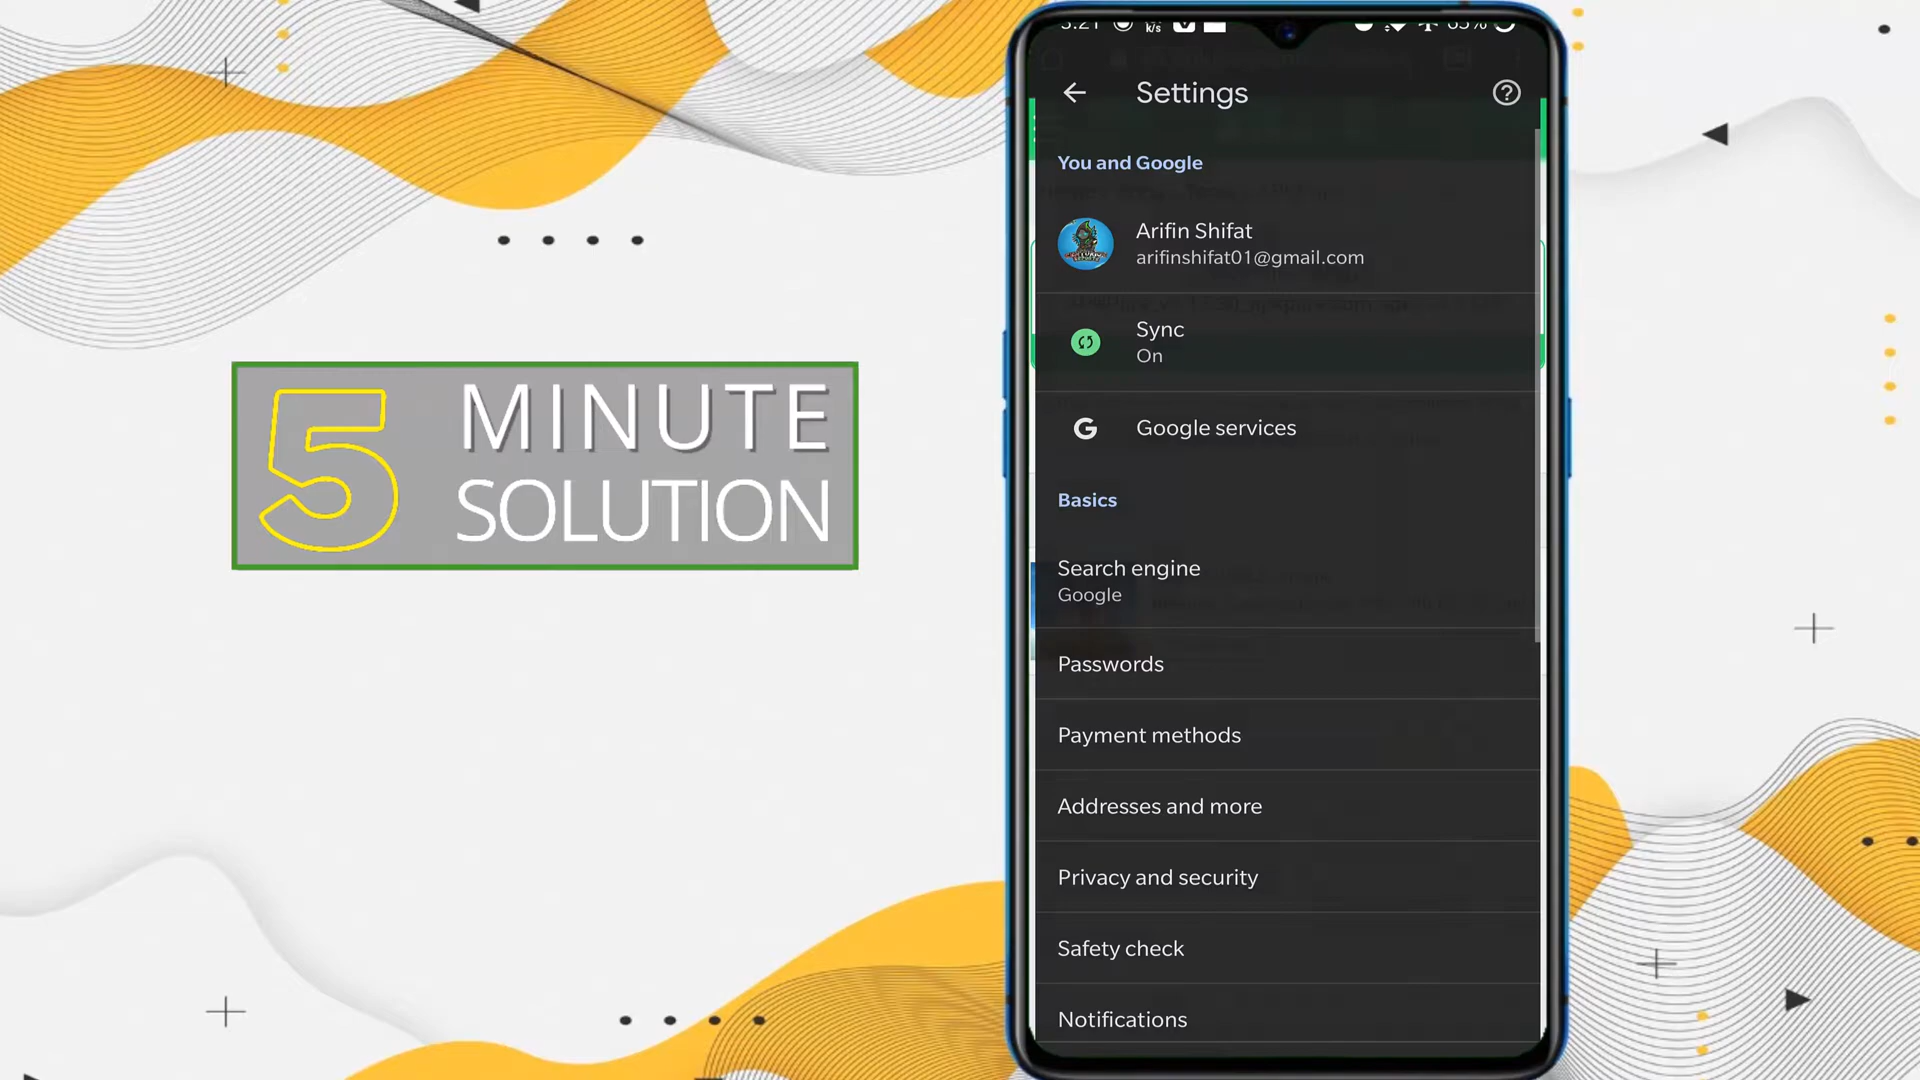 5 MINUTE
SOLUTION
Settings
You and Google
Arifin Shifat
arifinshifat01@gmail.com
Sync
On
Google services
Basics
Search engine
Google
Passwords
Payment methods
Addresses and more
Privacy and security
Safety check
Notifications